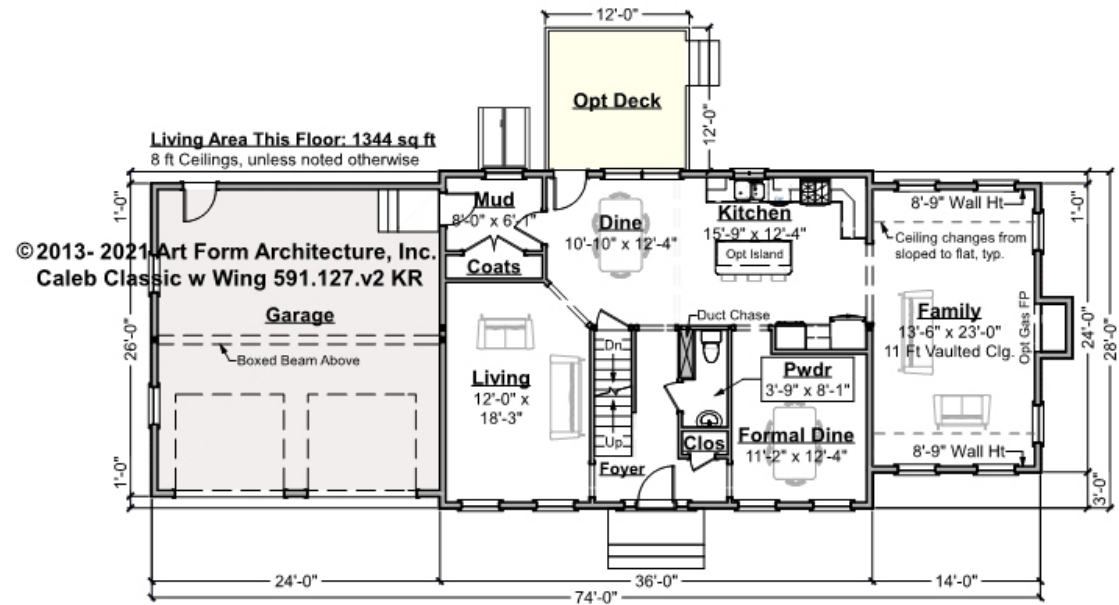 12'-0"
Opt Deck
12'-0"
Living Area This Floor: 1344 sq ft
8 ft Ceilings, unless noted otherwise
1'-0"
Mud
8'-0" x 6'-1"
Coats
Dine
10'-10" x 12'-4"
Kitchen
15'-9" x 12'-4"
Opt Island
8'-9" Wall Ht
1'-0"
Ceiling changes from
sloped to flat, typ.
©2013- 2021 Art Form Architecture, Inc.
Caleb Classic w Wing 591.127.v2 KR
Garage
26'-0"
Boxed Beam Above
Duct Chase
Dn
Family
13'-6" x 23'-0"
11 Ft Vaulted Clg.
Opt Gas FP
24'-0"
28'-0"
Living
12'-0" x
18'-3"
Pwdr
3'-9" x 8'-1"
Up
Clos
Formal Dine
11'-2" x 12'-4"
Foyer
8'-9" Wall Ht
1'-0"
3'-0"
24'-0"
36'-0"
14'-0"
74'-0"